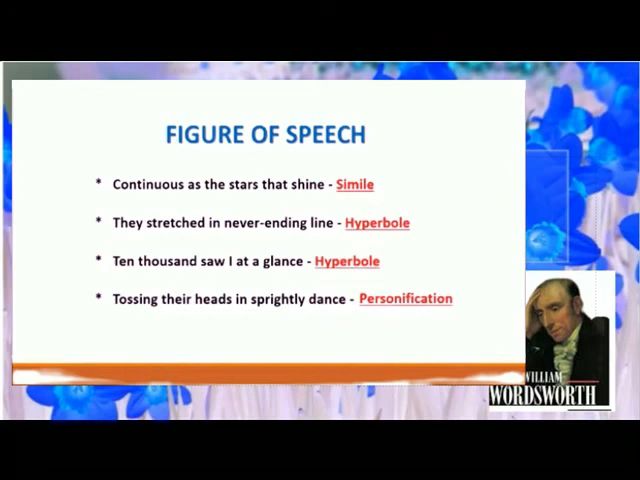 FIGURE OF SPEECH
* Continuous as the stars that shine - Simile
* They stretched in never-ending line - Hyperbole
* Ten thousand saw I at a glance - Hyperbole
* Tossing their heads in sprightly dance - Personification
WILLIAM
WORDSWORTH